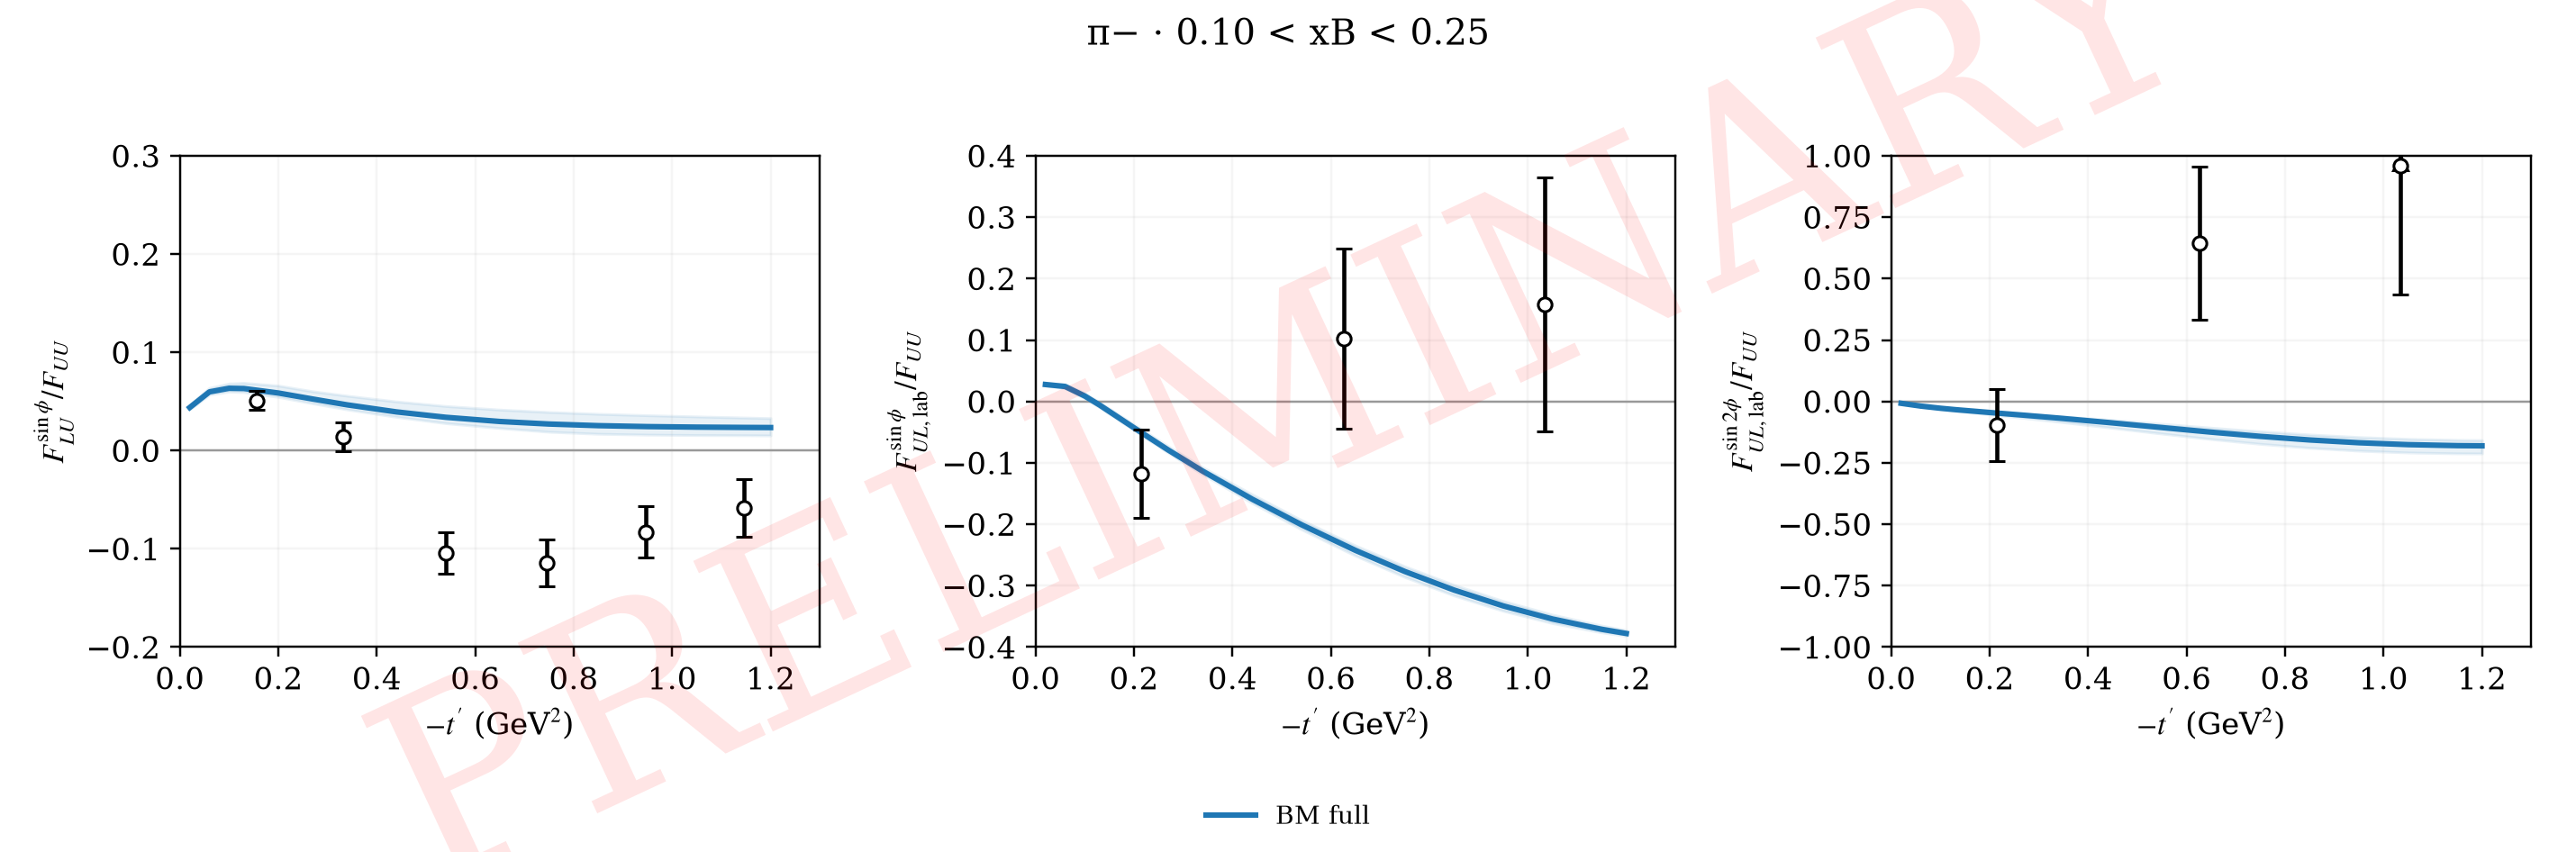 π− · 0.10 < xB < 0.25
0.3
0.2
0.1
0.0
−0.1
−0.2
0.0 0.2 0.4 0.6 0.8 1.0 1.2
−t′ (GeV²)
F_{LU}^{sin ϕ}/F_{UU}
0.4
0.3
0.2
0.1
0.0
−0.1
−0.2
−0.3
−0.4
0.0 0.2 0.4 0.6 0.8 1.0 1.2
−t′ (GeV²)
F_{UL,lab}^{sin ϕ}/F_{UU}
1.00
0.75
0.50
0.25
0.00
−0.25
−0.50
−0.75
−1.00
0.0 0.2 0.4 0.6 0.8 1.0 1.2
−t′ (GeV²)
F_{UL,lab}^{sin 2ϕ}/F_{UU}
BM full
PRELIMINARY